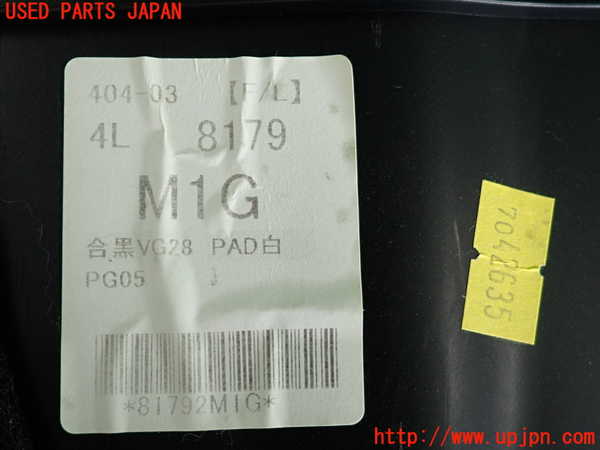 USED PARTS JAPAN
404-03 【F/L】
4L 8179
M1G
合黒VG28 PAD白
PG05
*81792M1G*
7042635
http://www.upjpn.com/